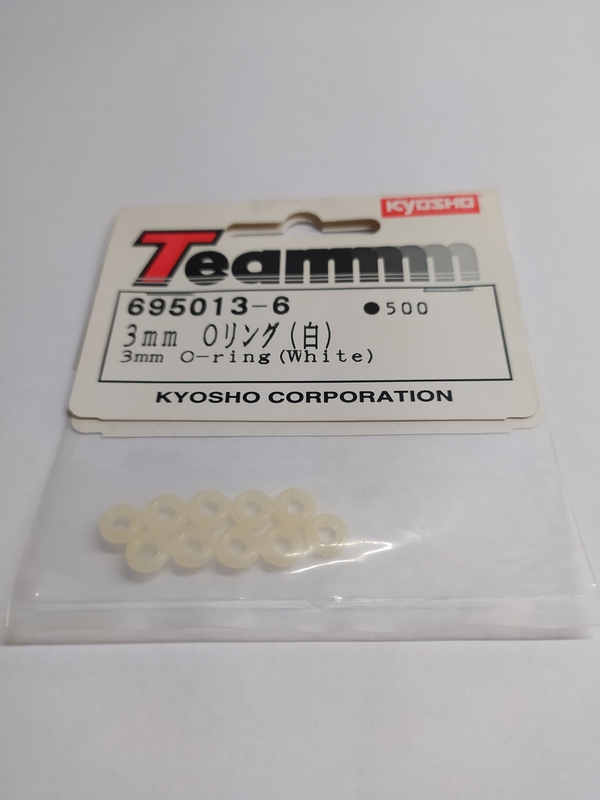 KYOSHO
Teammm
695013-6 ●500
3mm Oリング(白)
3mm O-ring(White)
KYOSHO CORPORATION